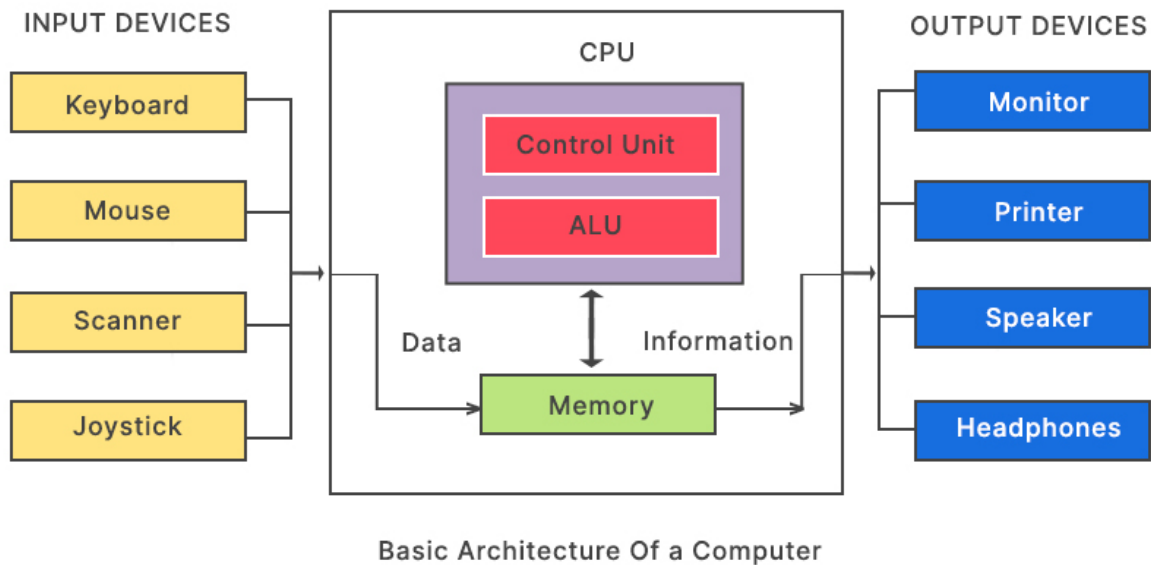 INPUT DEVICES
Keyboard
Mouse
Scanner
Joystick
CPU
Control Unit
ALU
Data
Information
Memory
OUTPUT DEVICES
Monitor
Printer
Speaker
Headphones
Basic Architecture Of a Computer